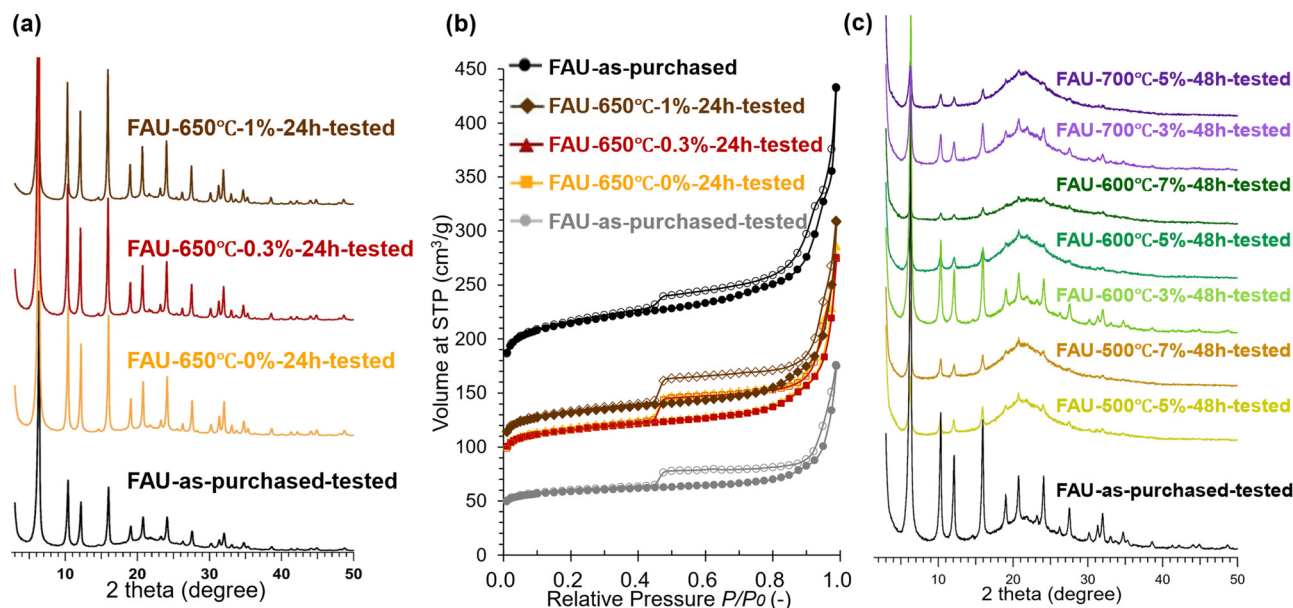 (a)
FAU-650℃-1%-24h-tested
FAU-650℃-0.3%-24h-tested
FAU-650℃-0%-24h-tested
FAU-as-purchased-tested
10 20 30 40 50
2 theta (degree)
(b)
Volume at STP (cm³/g)
450
400
350
300
250
200
150
100
50
0
FAU-as-purchased
FAU-650℃-1%-24h-tested
FAU-650℃-0.3%-24h-tested
FAU-650℃-0%-24h-tested
FAU-as-purchased-tested
0.0 0.2 0.4 0.6 0.8 1.0
Relative Pressure P/P0 (-)
(c)
FAU-700℃-5%-48h-tested
FAU-700℃-3%-48h-tested
FAU-600℃-7%-48h-tested
FAU-600℃-5%-48h-tested
FAU-600℃-3%-48h-tested
FAU-500℃-7%-48h-tested
FAU-500℃-5%-48h-tested
FAU-as-purchased-tested
10 20 30 40 50
2 theta (degree)